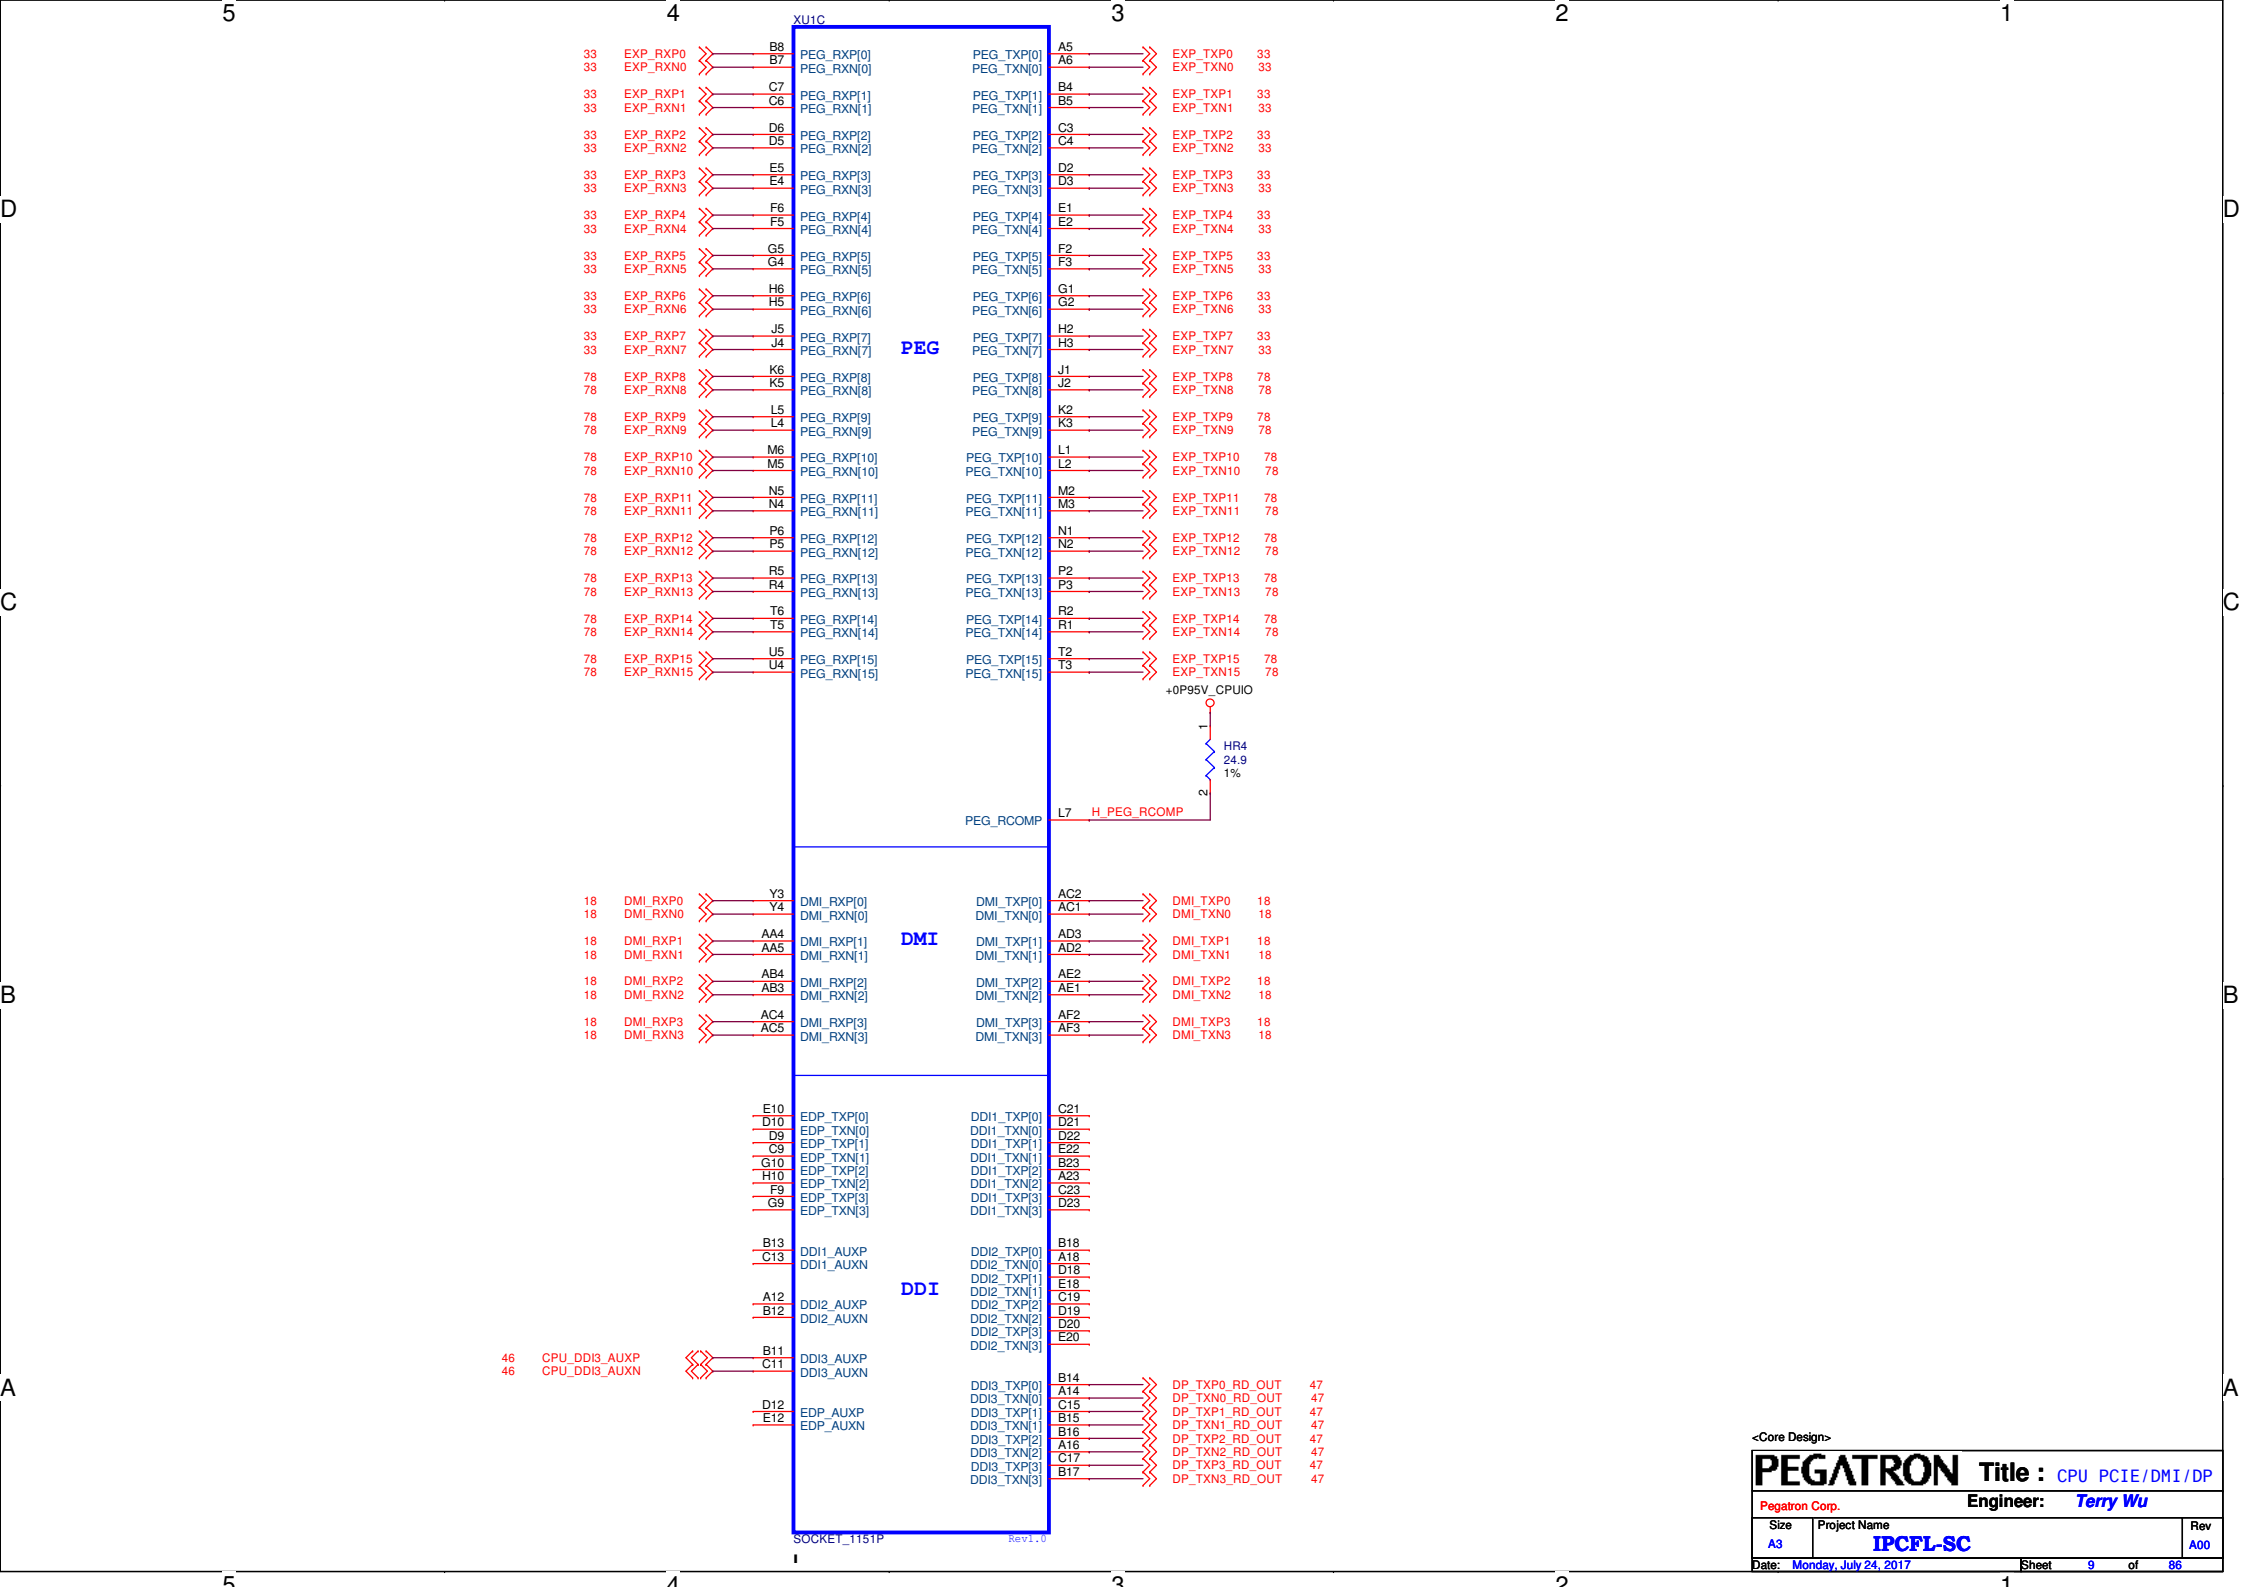 5 4 3 2 1
XU1C
33 EXP_RXP0 B8 PEG_RXP[0] PEG_TXP[0] A5 EXP_TXP0 33
33 EXP_RXN0 B7 PEG_RXN[0] PEG_TXN[0] A6 EXP_TXN0 33
33 EXP_RXP1 C7 PEG_RXP[1] PEG_TXP[1] B4 EXP_TXP1 33
33 EXP_RXN1 C6 PEG_RXN[1] PEG_TXN[1] B5 EXP_TXN1 33
33 EXP_RXP2 D6 PEG_RXP[2] PEG_TXP[2] C3 EXP_TXP2 33
33 EXP_RXN2 D5 PEG_RXN[2] PEG_TXN[2] C4 EXP_TXN2 33
33 EXP_RXP3 E5 PEG_RXP[3] PEG_TXP[3] D2 EXP_TXP3 33
33 EXP_RXN3 E4 PEG_RXN[3] PEG_TXN[3] D3 EXP_TXN3 33
D D
33 EXP_RXP4 F6 PEG_RXP[4] PEG_TXP[4] E1 EXP_TXP4 33
33 EXP_RXN4 F5 PEG_RXN[4] PEG_TXN[4] E2 EXP_TXN4 33
33 EXP_RXP5 G5 PEG_RXP[5] PEG_TXP[5] F2 EXP_TXP5 33
33 EXP_RXN5 G4 PEG_RXN[5] PEG_TXN[5] F3 EXP_TXN5 33
33 EXP_RXP6 H6 PEG_RXP[6] PEG_TXP[6] G1 EXP_TXP6 33
33 EXP_RXN6 H5 PEG_RXN[6] PEG_TXN[6] G2 EXP_TXN6 33
33 EXP_RXP7 J5 PEG_RXP[7] PEG_TXP[7] H2 EXP_TXP7 33
33 EXP_RXN7 J4 PEG_RXN[7] PEG PEG_TXN[7] H3 EXP_TXN7 33
78 EXP_RXP8 K6 PEG_RXP[8] PEG_TXP[8] J1 EXP_TXP8 78
78 EXP_RXN8 K5 PEG_RXN[8] PEG_TXN[8] J2 EXP_TXN8 78
78 EXP_RXP9 L5 PEG_RXP[9] PEG_TXP[9] K2 EXP_TXP9 78
78 EXP_RXN9 L4 PEG_RXN[9] PEG_TXN[9] K3 EXP_TXN9 78
78 EXP_RXP10 M6 PEG_RXP[10] PEG_TXP[10] L1 EXP_TXP10 78
78 EXP_RXN10 M5 PEG_RXN[10] PEG_TXN[10] L2 EXP_TXN10 78
78 EXP_RXP11 N5 PEG_RXP[11] PEG_TXP[11] M2 EXP_TXP11 78
78 EXP_RXN11 N4 PEG_RXN[11] PEG_TXN[11] M3 EXP_TXN11 78
78 EXP_RXP12 P6 PEG_RXP[12] PEG_TXP[12] N1 EXP_TXP12 78
78 EXP_RXN12 P5 PEG_RXN[12] PEG_TXN[12] N2 EXP_TXN12 78
78 EXP_RXP13 R5 PEG_RXP[13] PEG_TXP[13] P2 EXP_TXP13 78
78 EXP_RXN13 R4 PEG_RXN[13] PEG_TXN[13] P3 EXP_TXN13 78
C C
78 EXP_RXP14 T6 PEG_RXP[14] PEG_TXP[14] R2 EXP_TXP14 78
78 EXP_RXN14 T5 PEG_RXN[14] PEG_TXN[14] R1 EXP_TXN14 78
78 EXP_RXP15 U5 PEG_RXP[15] PEG_TXP[15] T2 EXP_TXP15 78
78 EXP_RXN15 U4 PEG_RXN[15] PEG_TXN[15] T3 EXP_TXN15 78
+0P95V_CPUIO
1
HR4
24.9
1%
2
PEG_RCOMP L7 H_PEG_RCOMP
18 DMI_RXP0 Y3 DMI_RXP[0] DMI_TXP[0] AC2 DMI_TXP0 18
18 DMI_RXN0 Y4 DMI_RXN[0] DMI_TXN[0] AC1 DMI_TXN0 18
DMI
18 DMI_RXP1 AA4 DMI_RXP[1] DMI_TXP[1] AD3 DMI_TXP1 18
18 DMI_RXN1 AA5 DMI_RXN[1] DMI_TXN[1] AD2 DMI_TXN1 18
18 DMI_RXP2 AB4 DMI_RXP[2] DMI_TXP[2] AE2 DMI_TXP2 18
18 DMI_RXN2 AB3 DMI_RXN[2] DMI_TXN[2] AE1 DMI_TXN2 18
B B
18 DMI_RXP3 AC4 DMI_RXP[3] DMI_TXP[3] AF2 DMI_TXP3 18
18 DMI_RXN3 AC5 DMI_RXN[3] DMI_TXN[3] AF3 DMI_TXN3 18
E10 EDP_TXP[0] DDI1_TXP[0] C21
D10 EDP_TXN[0] DDI1_TXN[0] D21
D9 EDP_TXP[1] DDI1_TXP[1] D22
C9 EDP_TXN[1] DDI1_TXN[1] E22
G10 EDP_TXP[2] DDI1_TXP[2] B23
H10 EDP_TXN[2] DDI1_TXN[2] A23
F9 EDP_TXP[3] DDI1_TXP[3] C23
G9 EDP_TXN[3] DDI1_TXN[3] D23
B13 DDI1_AUXP DDI2_TXP[0] B18
C13 DDI1_AUXN DDI2_TXN[0] A18
DDI2_TXP[1] D18
DDI DDI2_TXN[1] E18
A12 DDI2_AUXP DDI2_TXP[2] C19
B12 DDI2_AUXN DDI2_TXN[2] D19
DDI2_TXP[3] D20
DDI2_TXN[3] E20
46 CPU_DDI3_AUXP B11 DDI3_AUXP
46 CPU_DDI3_AUXN C11 DDI3_AUXN
A A
DDI3_TXP[0] B14 DP_TXP0_RD_OUT 47
DDI3_TXN[0] A14 DP_TXN0_RD_OUT 47
D12 EDP_AUXP DDI3_TXP[1] C15 DP_TXP1_RD_OUT 47
E12 EDP_AUXN DDI3_TXN[1] B15 DP_TXN1_RD_OUT 47
DDI3_TXP[2] B16 DP_TXP2_RD_OUT 47
DDI3_TXN[2] A16 DP_TXN2_RD_OUT 47
DDI3_TXP[3] C17 DP_TXP3_RD_OUT 47
DDI3_TXN[3] B17 DP_TXN3_RD_OUT 47
SOCKET_1151P Rev1.0
<Core Design>
PEGATRON Title : CPU PCIE/DMI/DP
Pegatron Corp. Engineer: Terry Wu
Size Project Name Rev
A3 IPCFL-SC A00
Date: Monday, July 24, 2017 Sheet 9 of 86
5 4 3 2 1